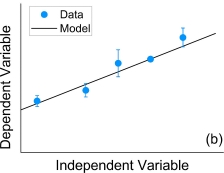 Data
Model
Dependent Variable
(b)
Independent Variable